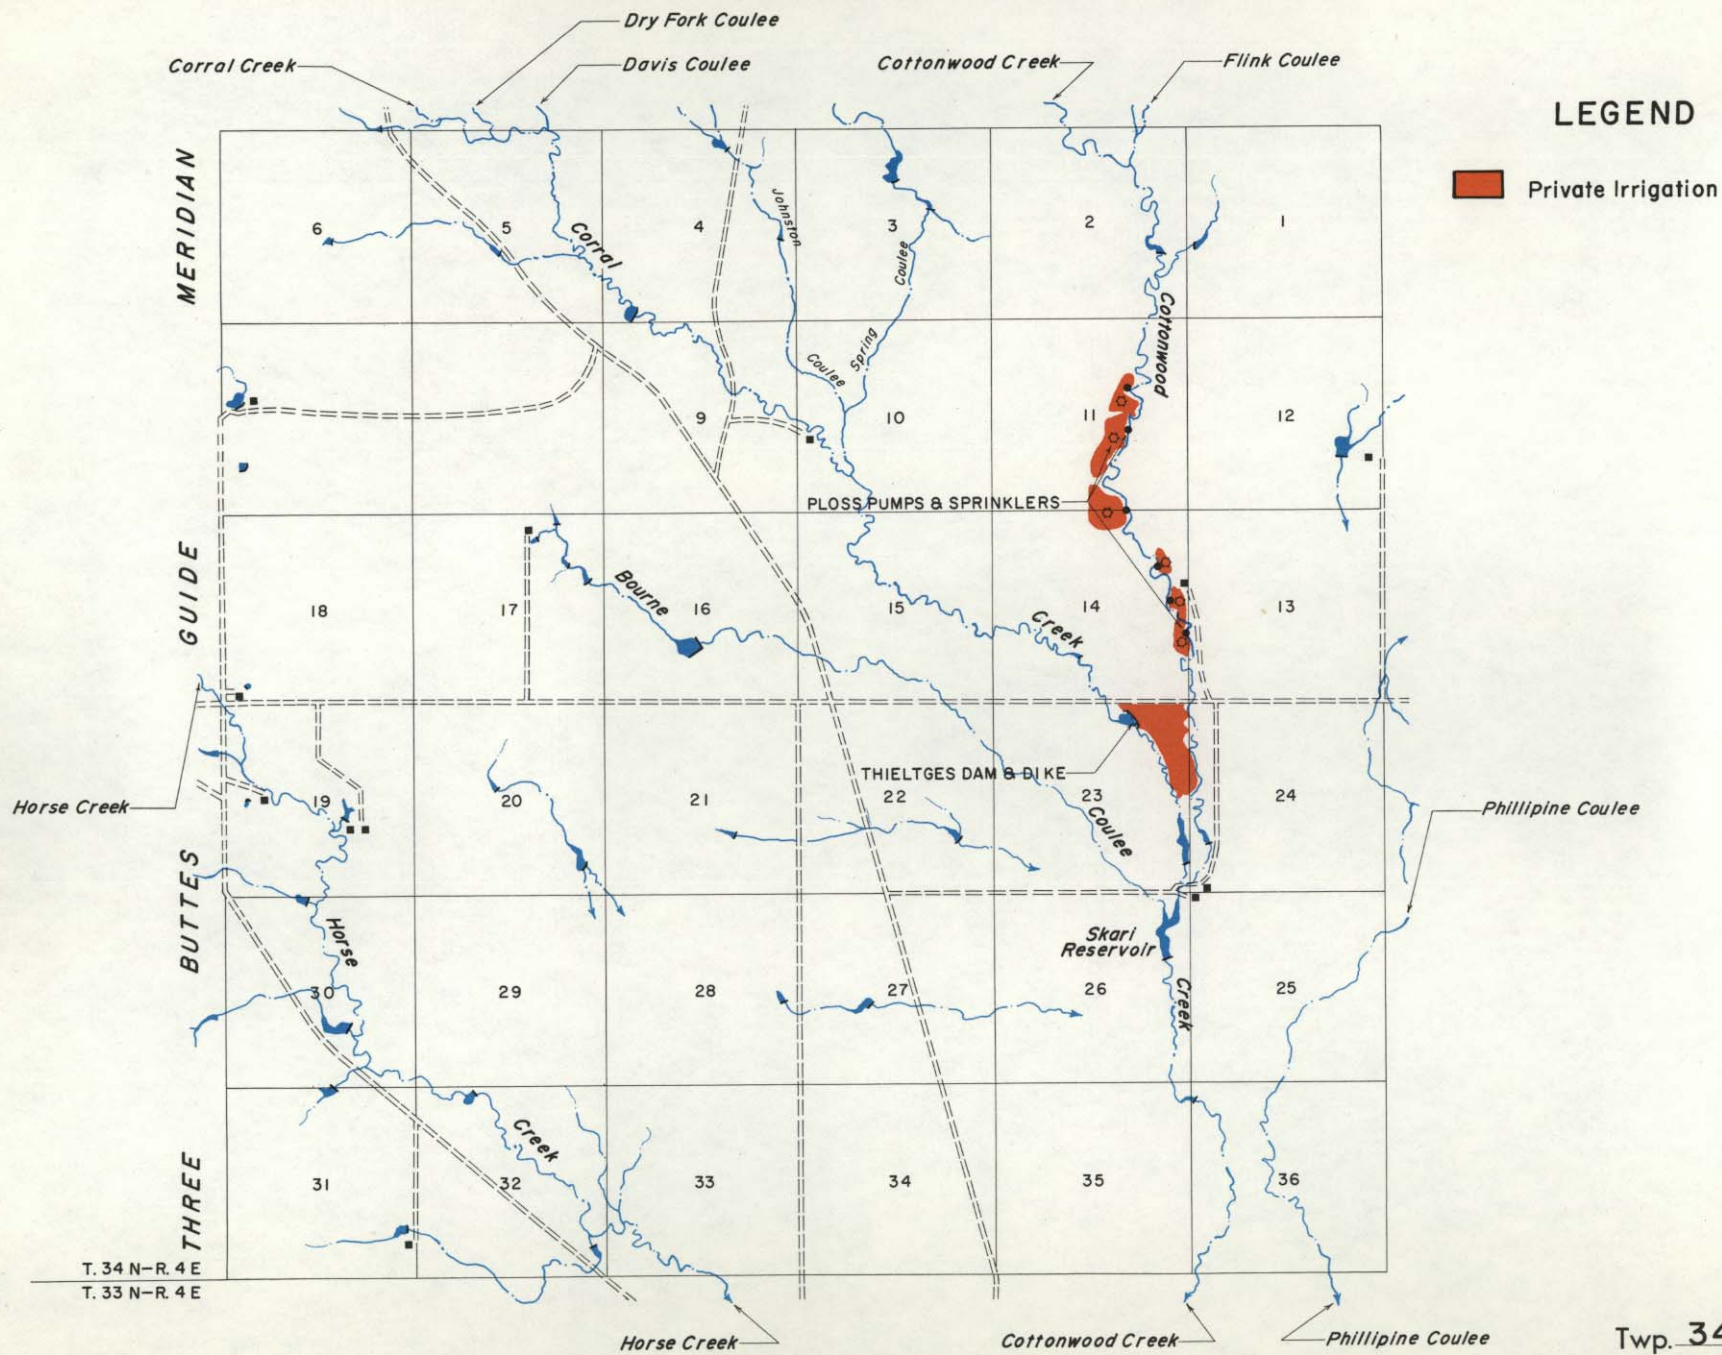 Dry Fork Coulee
Corral Creek
Davis Coulee
Cottonwood Creek
Flink Coulee
LEGEND
Private Irrigation
MERIDIAN
GUIDE
BUTTES
THREE
6
5
4
3
2
1
Corral
Johnston
Coulee
Coulee
Spring
Cottonwood
9
10
11
12
PLOSS PUMPS & SPRINKLERS
18
17
Bourne
16
15
Creek
14
13
THIELTGES DAM & DIKE
Horse Creek
19
20
21
22
23
Coulee
24
Phillipine Coulee
Skari
Reservoir
Horse
30
29
28
27
26
Creek
25
Creek
31
32
33
34
35
36
T. 34 N-R. 4 E
T. 33 N-R. 4 E
Horse Creek
Cottonwood Creek
Phillipine Coulee
Twp. 34